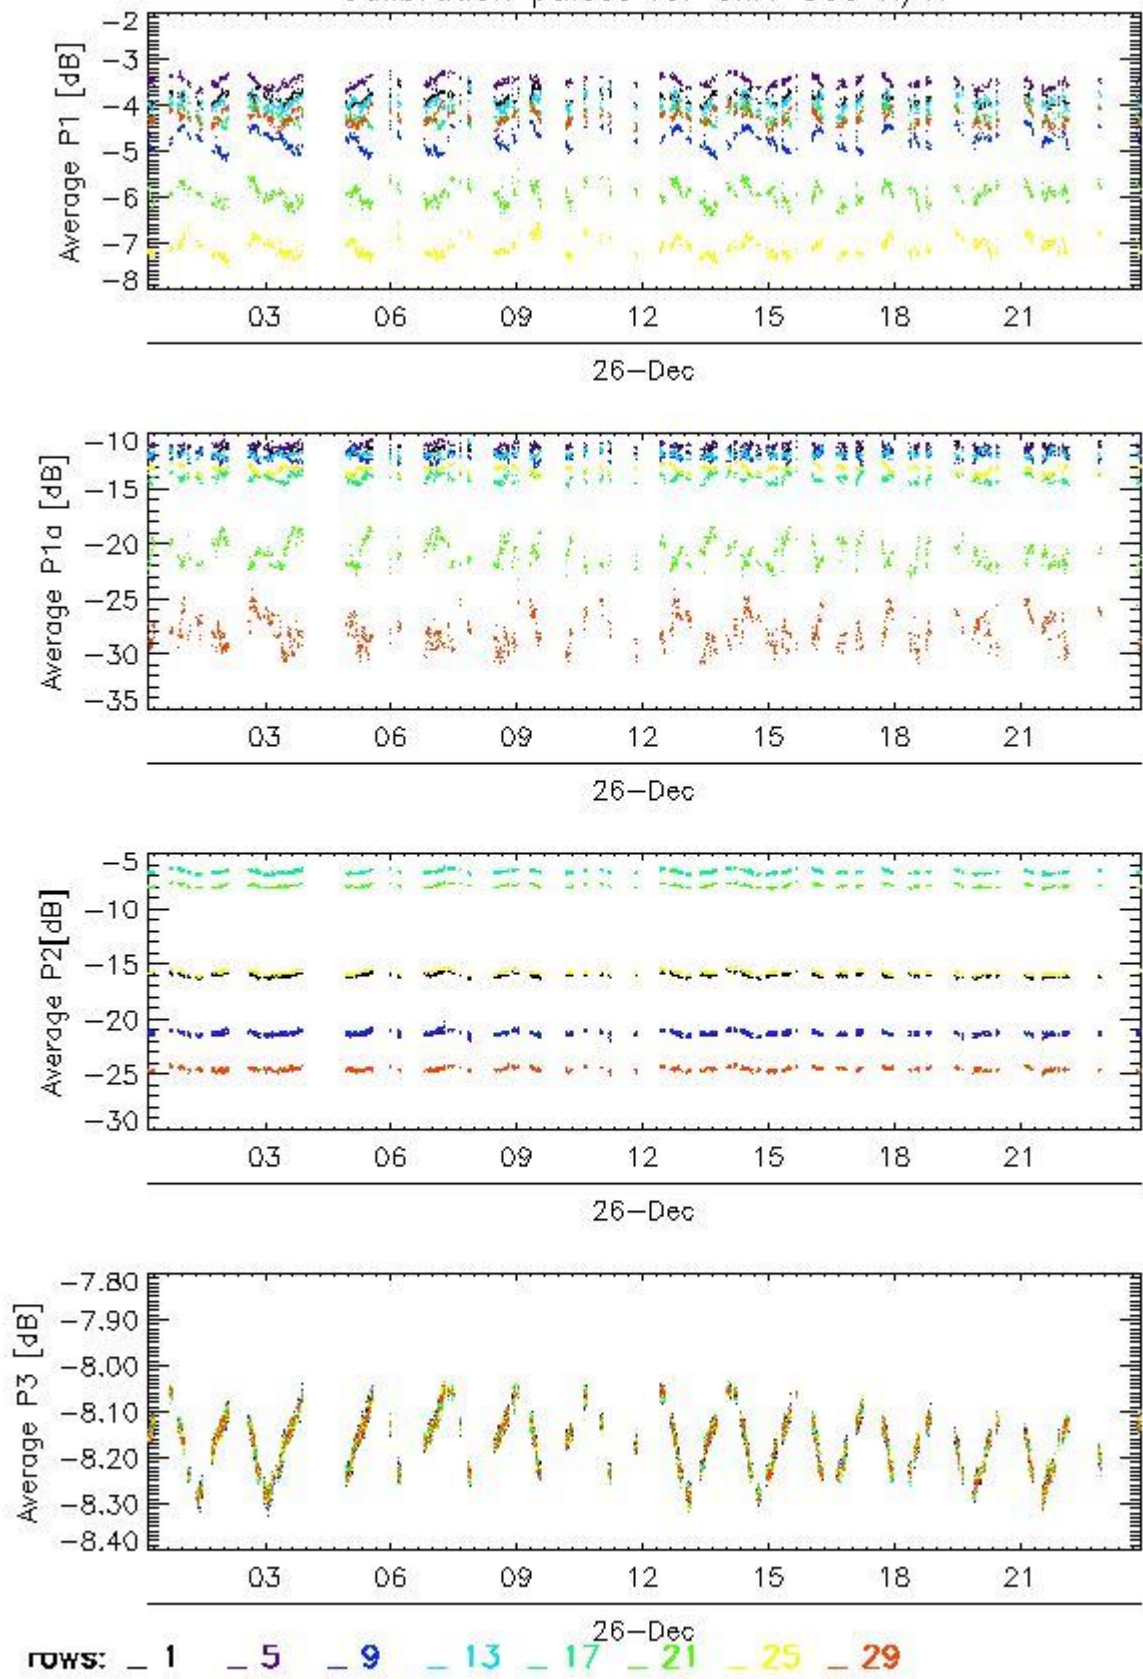 Average P1 [dB]
-2
-3
-4
-5
-6
-7
-8
03 06 09 12 15 18 21
26-Dec
Average P1a [dB]
-10
-15
-20
-25
-30
-35
03 06 09 12 15 18 21
26-Dec
Average P2[dB]
-5
-10
-15
-20
-25
-30
03 06 09 12 15 18 21
26-Dec
Average P3 [dB]
-7.80
-7.90
-8.00
-8.10
-8.20
-8.30
-8.40
03 06 09 12 15 18 21
26-Dec
rows: _ 1 _ 5 _ 9 _ 13 _ 17 _ 21 _ 25 _ 29